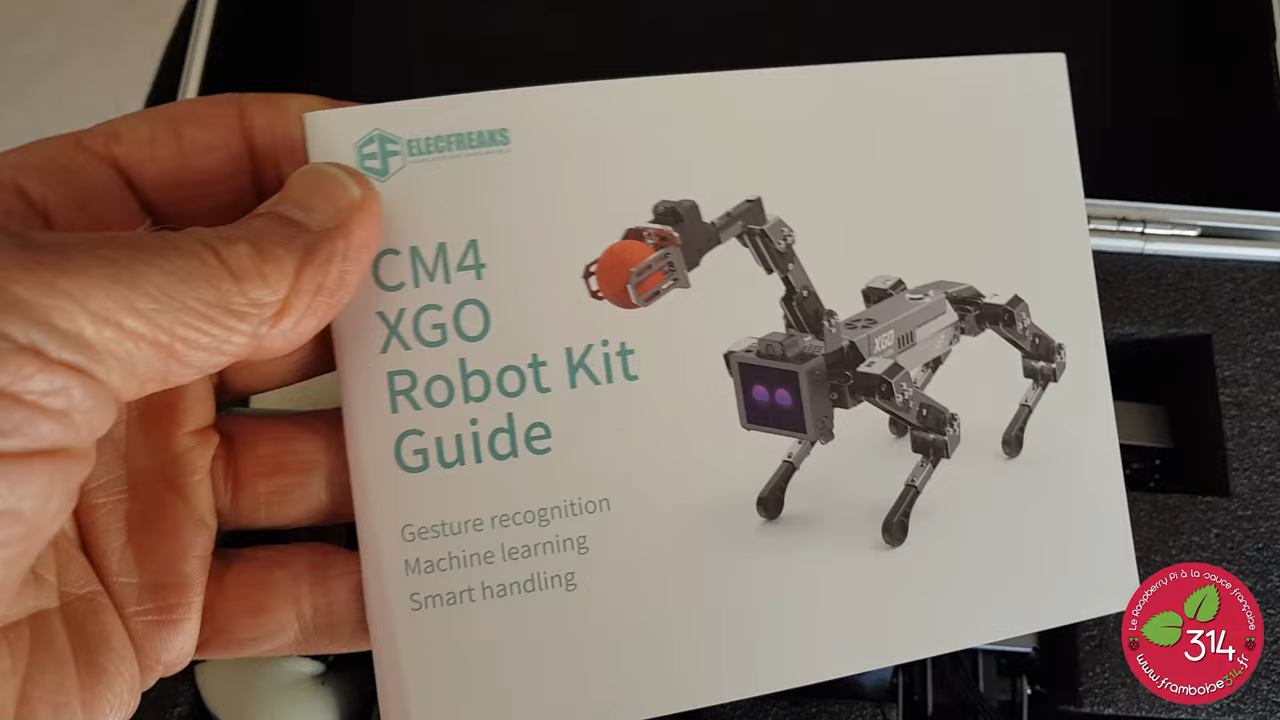 ELECFREAKS
CM4
XGO
Robot Kit
Guide
Gesture recognition
Machine learning
Smart handling
XGO
Le Raspberry Pi à la sauce française
314
www.framboise314.fr